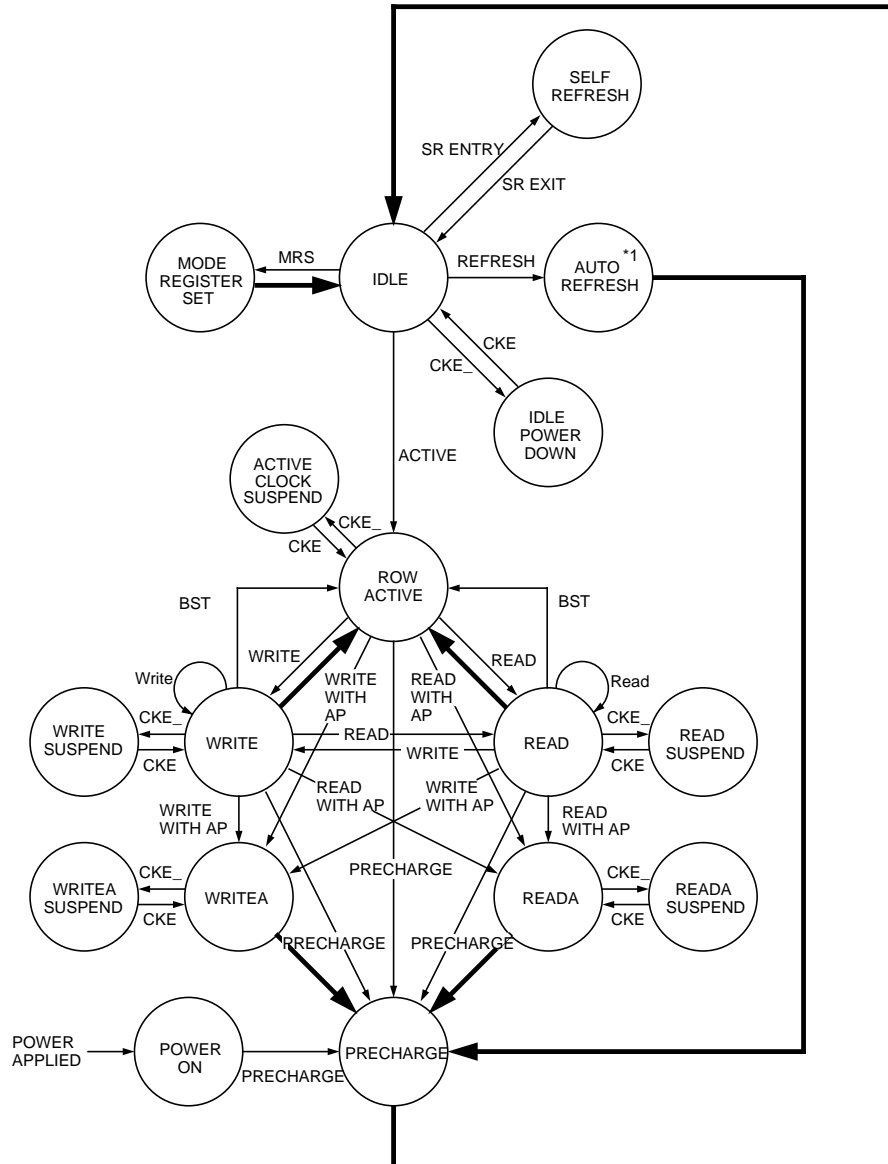 SELF
REFRESH
SR ENTRY
SR EXIT
MODE
REGISTER
SET
MRS
IDLE
REFRESH
AUTO *1
REFRESH
CKE
CKE_
IDLE
POWER
DOWN
ACTIVE
ACTIVE
CLOCK
SUSPEND
CKE_
CKE
ROW
ACTIVE
BST
BST
WRITE
READ
Write
WRITE
WITH
AP
READ
WITH
AP
Read
WRITE
SUSPEND
CKE_
CKE
WRITE
READ
WRITE
READ
CKE_
CKE
READ
SUSPEND
WRITE
WITH AP
READ
WITH AP
WRITE
WITH AP
READ
WITH AP
WRITEA
SUSPEND
CKE_
CKE
WRITEA
PRECHARGE
READA
CKE_
CKE
READA
SUSPEND
PRECHARGE
PRECHARGE
POWER
APPLIED
POWER
ON
PRECHARGE
PRECHARGE